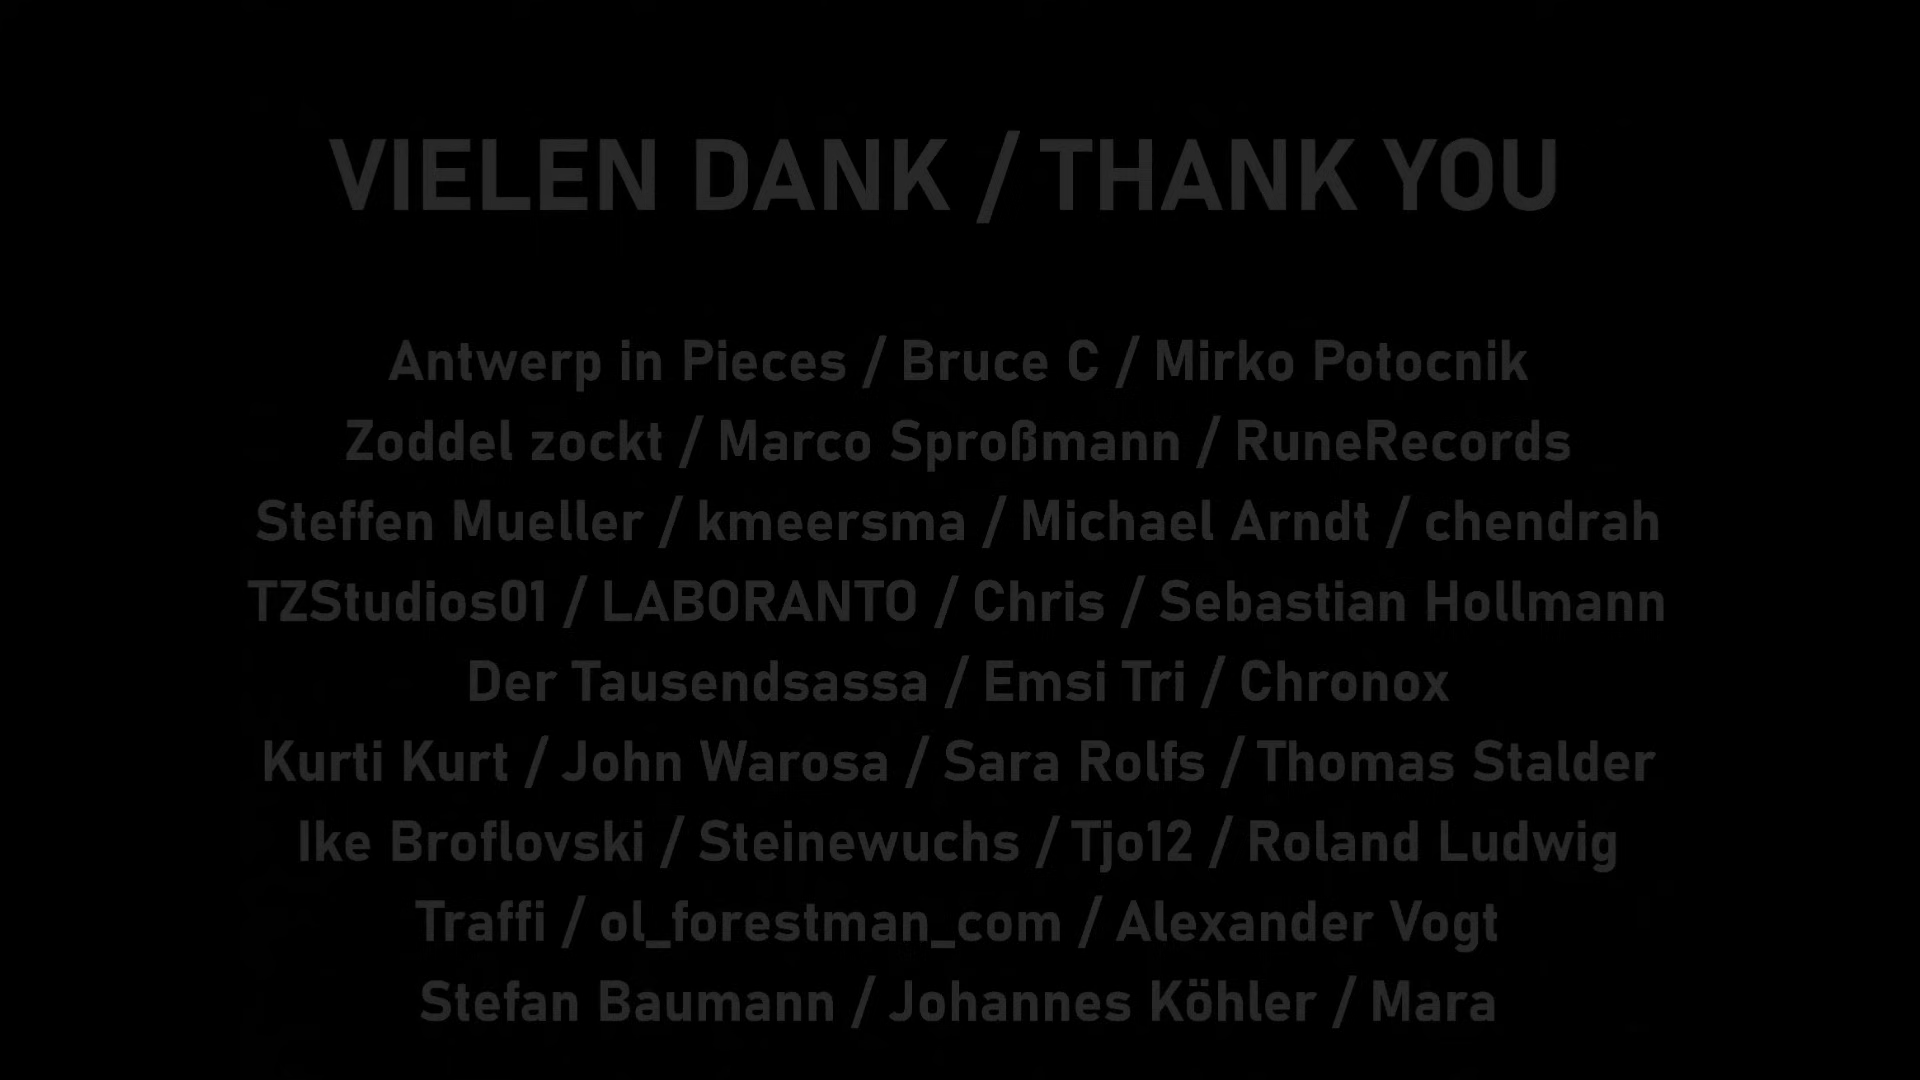 VIELEN DANK / THANK YOU
Antwerp in Pieces / Bruce C / Mirko Potocnik
Zoddel zockt / Marco Sproßmann / RuneRecords
Steffen Mueller / kmeersma / Michael Arndt / chendrah
TZStudios01 / LABORANTO / Chris / Sebastian Hollmann
Der Tausendsassa / Emsi Tri / Chronox
Kurti Kurt / John Warosa / Sara Rolfs / Thomas Stalder
Ike Broflovski / Steinewuchs / Tjo12 / Roland Ludwig
Traffi / ol_forestman_com / Alexander Vogt
Stefan Baumann / Johannes Köhler / Mara